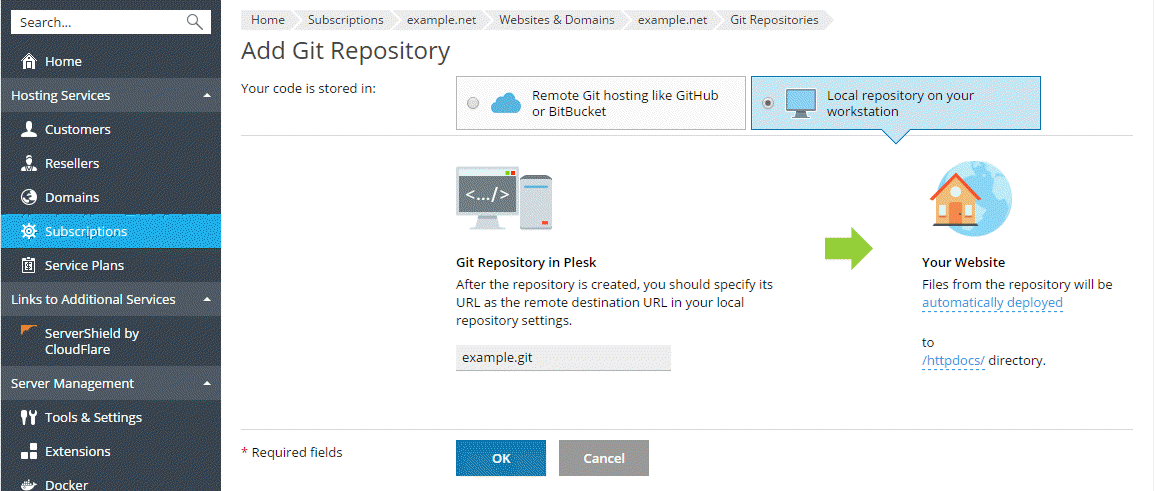 Search...
Home
Hosting Services
Customers
Resellers
Domains
Subscriptions
Service Plans
Links to Additional Services
ServerShield by
CloudFlare
Server Management
Tools & Settings
Extensions
Docker
Home Subscriptions example.net Websites & Domains example.net Git Repositories
Add Git Repository
Your code is stored in:
Remote Git hosting like GitHub
or BitBucket
Local repository on your
workstation
<.../>
Git Repository in Plesk
After the repository is created, you should specify its
URL as the remote destination URL in your local
repository settings.
example.git
Your Website
Files from the repository will be
automatically deployed
to
/httpdocs/ directory.
* Required fields
OK
Cancel